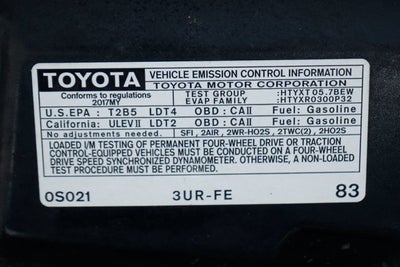 TOYOTA
VEHICLE EMISSION CONTROL INFORMATION
TOYOTA MOTOR CORPORATION
Conforms to regulations
2017MY
TEST GROUP :HTYXT05.7BEW
EVAP FAMILY :HTYXR0300P32
U.S.EPA : T2B5 LDT4 OBD : CAII Fuel: Gasoline
California: ULEVII LDT2 OBD : CAII Fuel: Gasoline
No adjustments needed. SFI , 2AIR , 2WR-HO2S , 2TWC(2) , 2HO2S
LOADED I/M TESTING OF PERMANENT FOUR-WHEEL DRIVE OR TRACTION
CONTROL-EQUIPPED VEHICLES MUST BE CONDUCTED ON A FOUR-WHEEL
DRIVE SPEED SYNCHRONIZED DYNAMOMETER. OTHERWISE, A NON-LOADED
I/M TEST MUST BE CONDUCTED.
0S021 3UR-FE 83